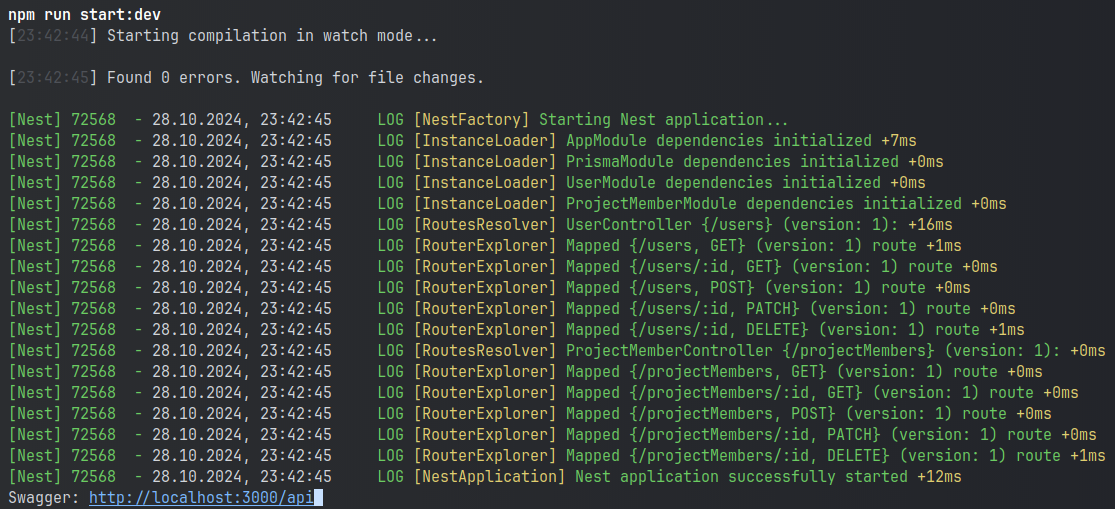 npm run start:dev
[23:42:44] Starting compilation in watch mode...
[23:42:45] Found 0 errors. Watching for file changes.
[Nest] 72568  - 28.10.2024, 23:42:45     LOG [NestFactory] Starting Nest application...
[Nest] 72568  - 28.10.2024, 23:42:45     LOG [InstanceLoader] AppModule dependencies initialized +7ms
[Nest] 72568  - 28.10.2024, 23:42:45     LOG [InstanceLoader] PrismaModule dependencies initialized +0ms
[Nest] 72568  - 28.10.2024, 23:42:45     LOG [InstanceLoader] UserModule dependencies initialized +0ms
[Nest] 72568  - 28.10.2024, 23:42:45     LOG [InstanceLoader] ProjectMemberModule dependencies initialized +0ms
[Nest] 72568  - 28.10.2024, 23:42:45     LOG [RoutesResolver] UserController {/users} (version: 1): +16ms
[Nest] 72568  - 28.10.2024, 23:42:45     LOG [RouterExplorer] Mapped {/users, GET} (version: 1) route +1ms
[Nest] 72568  - 28.10.2024, 23:42:45     LOG [RouterExplorer] Mapped {/users/:id, GET} (version: 1) route +0ms
[Nest] 72568  - 28.10.2024, 23:42:45     LOG [RouterExplorer] Mapped {/users, POST} (version: 1) route +0ms
[Nest] 72568  - 28.10.2024, 23:42:45     LOG [RouterExplorer] Mapped {/users/:id, PATCH} (version: 1) route +0ms
[Nest] 72568  - 28.10.2024, 23:42:45     LOG [RouterExplorer] Mapped {/users/:id, DELETE} (version: 1) route +1ms
[Nest] 72568  - 28.10.2024, 23:42:45     LOG [RoutesResolver] ProjectMemberController {/projectMembers} (version: 1): +0ms
[Nest] 72568  - 28.10.2024, 23:42:45     LOG [RouterExplorer] Mapped {/projectMembers, GET} (version: 1) route +0ms
[Nest] 72568  - 28.10.2024, 23:42:45     LOG [RouterExplorer] Mapped {/projectMembers/:id, GET} (version: 1) route +0ms
[Nest] 72568  - 28.10.2024, 23:42:45     LOG [RouterExplorer] Mapped {/projectMembers, POST} (version: 1) route +0ms
[Nest] 72568  - 28.10.2024, 23:42:45     LOG [RouterExplorer] Mapped {/projectMembers/:id, PATCH} (version: 1) route +0ms
[Nest] 72568  - 28.10.2024, 23:42:45     LOG [RouterExplorer] Mapped {/projectMembers/:id, DELETE} (version: 1) route +1ms
[Nest] 72568  - 28.10.2024, 23:42:45     LOG [NestApplication] Nest application successfully started +12ms
Swagger: http://localhost:3000/api